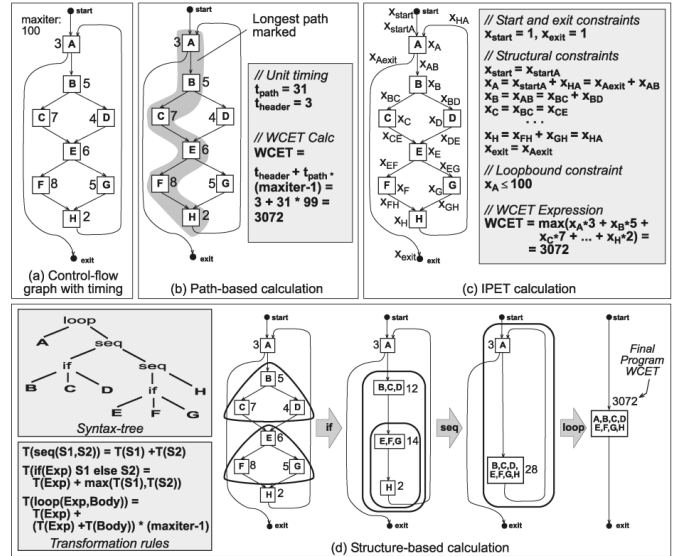 maxiter:
100
start
3 A
B 5
C 7
4 D
E 6
F 8
5 G
H 2
exit
(a) Control-flow
graph with timing
Longest path
marked
start
3 A
B 5
C 7
4 D
E 6
F 8
5 G
H 2
exit
// Unit timing
t_path = 31
t_header = 3
// WCET Calc
WCET =
t_header + t_path *
(maxiter-1) =
3 + 31 * 99 =
3072
(b) Path-based calculation
x_start
start
x_HA
x_startA
A
x_A
x_Aexit
x_AB
B
x_B
x_BC
x_BD
C
x_C
x_D
D
x_CE
x_DE
E
x_E
x_EF
x_EG
F
x_F
x_G
G
x_FH
x_GH
x_H
H
x_exit
exit
// Start and exit constraints
x_start = 1, x_exit = 1
// Structural constraints
x_start = x_startA
x_A = x_startA + x_HA = x_Aexit + x_AB
x_B = x_AB = x_BC + x_BD
x_C = x_BC = x_CE
. . .
x_H = x_FH + x_GH = x_HA
x_exit = x_Aexit
// Loopbound constraint
x_A ≤ 100
// WCET Expression
WCET = max(x_A*3 + x_B*5 +
x_C*7 + ... + x_H*2) =
= 3072
(c) IPET calculation
loop
A
seq
if
seq
B
C
D
if
H
E
F
G
Syntax-tree
T(seq(S1,S2)) = T(S1) +T(S2)
T(if(Exp) S1 else S2) =
T(Exp) + max(T(S1),T(S2))
T(loop(Exp,Body)) =
T(Exp) +
(T(Exp) +T(Body)) * (maxiter-1)
Transformation rules
start
3 A
B 5
C 7
4 D
E 6
F 8
5 G
H 2
exit
if
start
3 A
B,C,D 12
E,F,G 14
H 2
exit
seq
start
3 A
B,C,D,
E,F,G,H
28
exit
loop
start
Final
Program
WCET
3072
A,B,C,D
E,F,G,H
exit
(d) Structure-based calculation